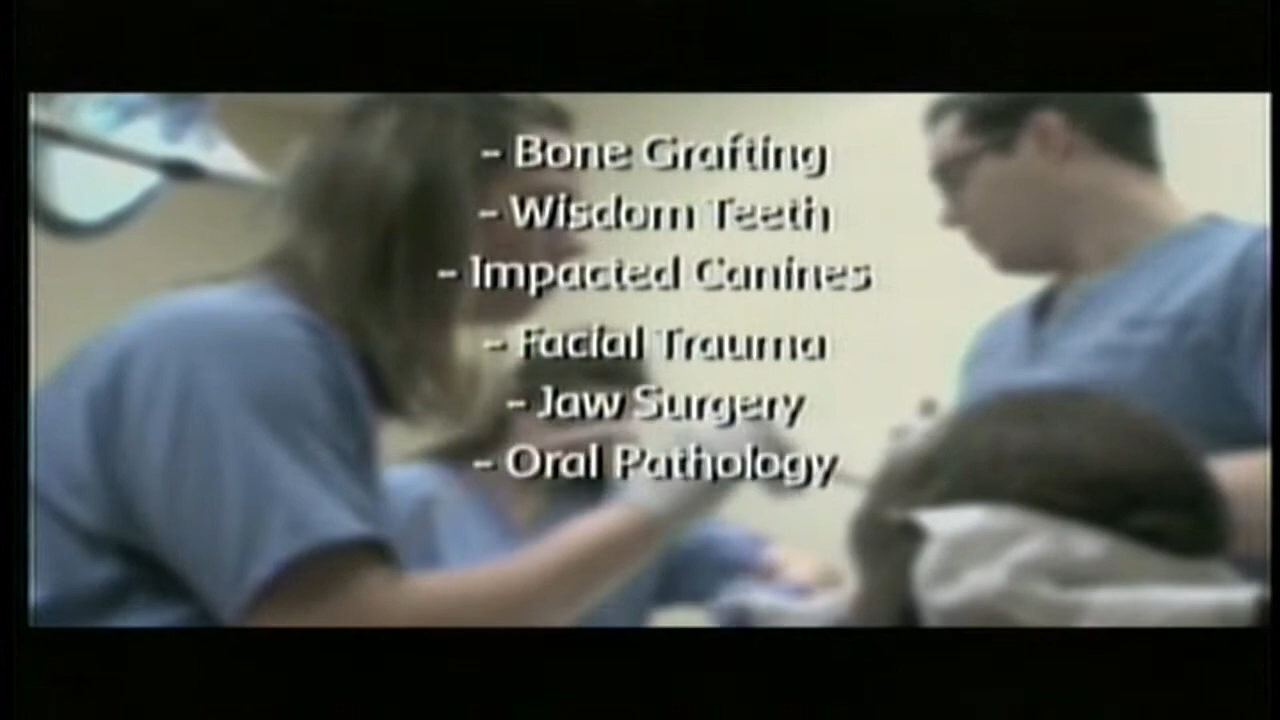 – Bone Grafting
– Wisdom Teeth
– Impacted Canines
– Facial Trauma
– Jaw Surgery
– Oral Pathology